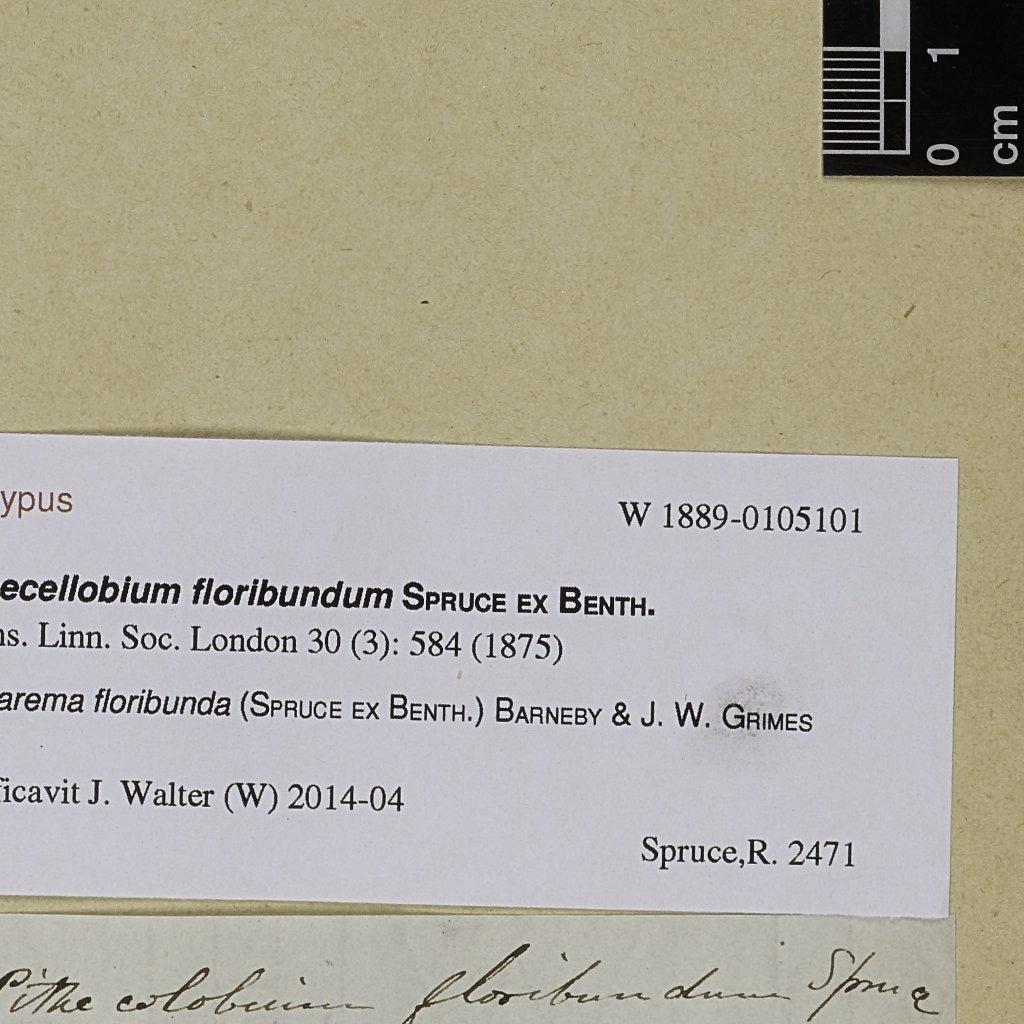 1
0
cm
ypus
W 1889-0105101
ecellobium floribundum SPRUCE EX BENTH.
ns. Linn. Soc. London 30 (3): 584 (1875)
arema floribunda (SPRUCE EX BENTH.) BARNEBY & J. W. GRIMES
ficavit J. Walter (W) 2014-04
Spruce,R. 2471
Pithecolobium floribundum Spruce